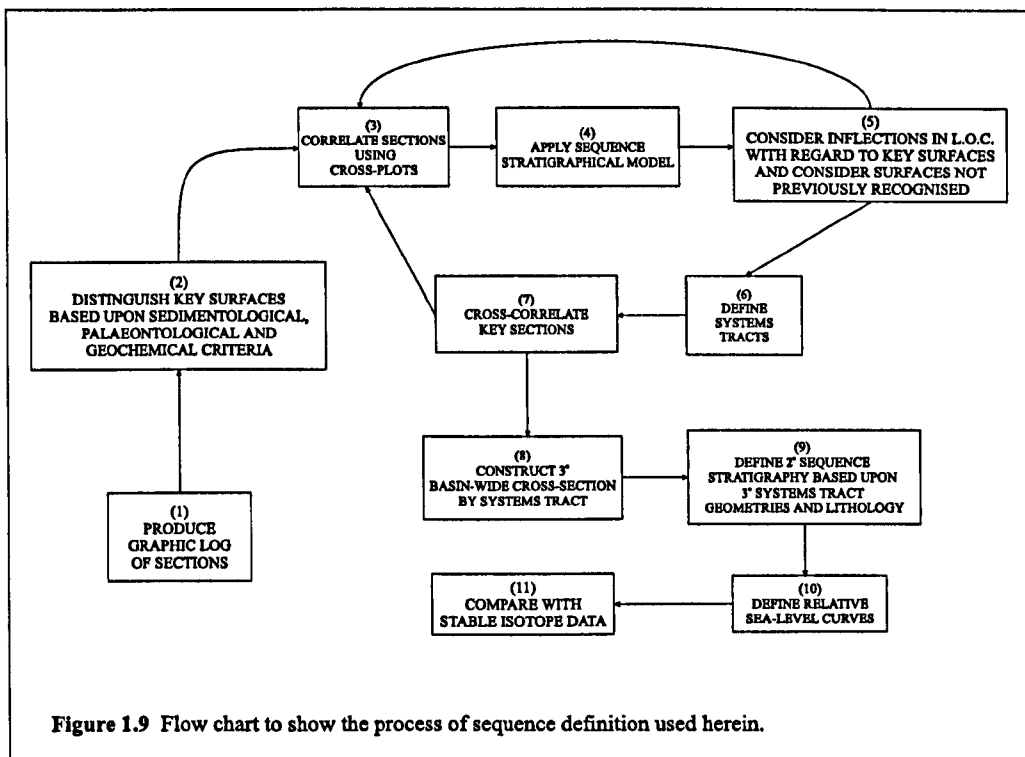 (1)
PRODUCE
GRAPHIC LOG
OF SECTIONS
(2)
DISTINGUISH KEY SURFACES
BASED UPON SEDIMENTOLOGICAL,
PALAEONTOLOGICAL AND
GEOCHEMICAL CRITERIA
(3)
CORRELATE SECTIONS
USING
CROSS-PLOTS
(4)
APPLY SEQUENCE
STRATIGRAPHICAL MODEL
(5)
CONSIDER INFLECTIONS IN L.O.C.
WITH REGARD TO KEY SURFACES
AND CONSIDER SURFACES NOT
PREVIOUSLY RECOGNISED
(6)
DEFINE
SYSTEMS
TRACTS
(7)
CROSS-CORRELATE
KEY SECTIONS
(8)
CONSTRUCT 3°
BASIN-WIDE CROSS-SECTION
BY SYSTEMS TRACT
(9)
DEFINE 2° SEQUENCE
STRATIGRAPHY BASED UPON
3° SYSTEMS TRACT
GEOMETRIES AND LITHOLOGY
(10)
DEFINE RELATIVE
SEA-LEVEL CURVES
(11)
COMPARE WITH
STABLE ISOTOPE DATA
Figure 1.9 Flow chart to show the process of sequence definition used herein.